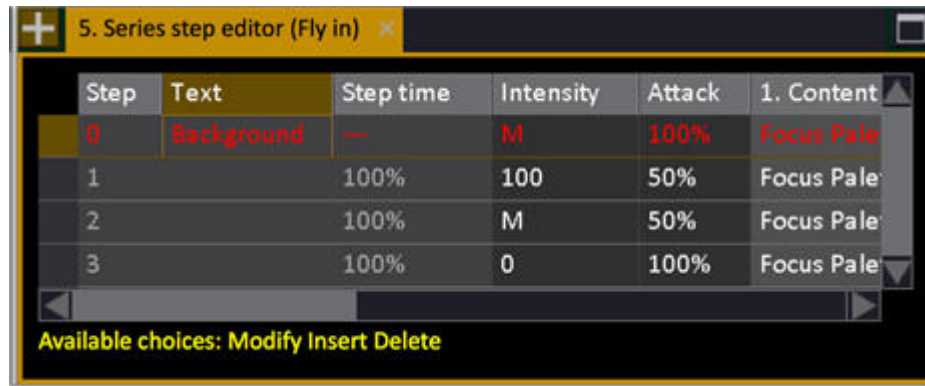 5. Series step editor (Fly in) ×
Step Text Step time Intensity Attack 1. Content
0 Background — M 100% Focus Pale
1 100% 100 50% Focus Pale
2 100% M 50% Focus Pale
3 100% 0 100% Focus Pale
Available choices: Modify Insert Delete